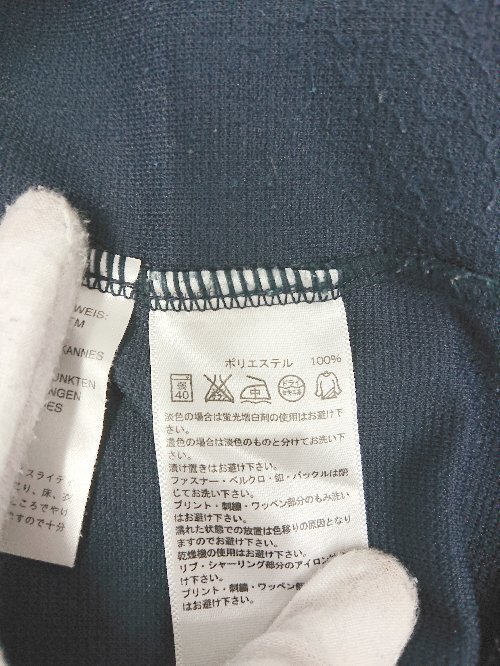 WEIS:
TM
KANNES
UNKTEN
NGEN
ES
スライデ
床、
ころでやけ
すので十分
ポリエステル 100%
40
中
ドライ
淡色の場合は蛍光増白剤の使用はお避け下
さい。
濃色の場合は淡色のものと分けてお洗い下
さい。
漬け置きはお避け下さい。
ファスナー・ベルクロ・釦・バックルは閉
じてお洗い下さい。
プリント・刺繍・ワッペン部分のもみ洗い
はお避け下さい。
濡れた状態での放置は色移りの原因となり
ますのでお避け下さい。
乾燥機の使用はお避け下さい。
リブ・シャーリング部分のアイロン
け下さい。
プリント・刺繍・ワッペン
はお避け下さい。